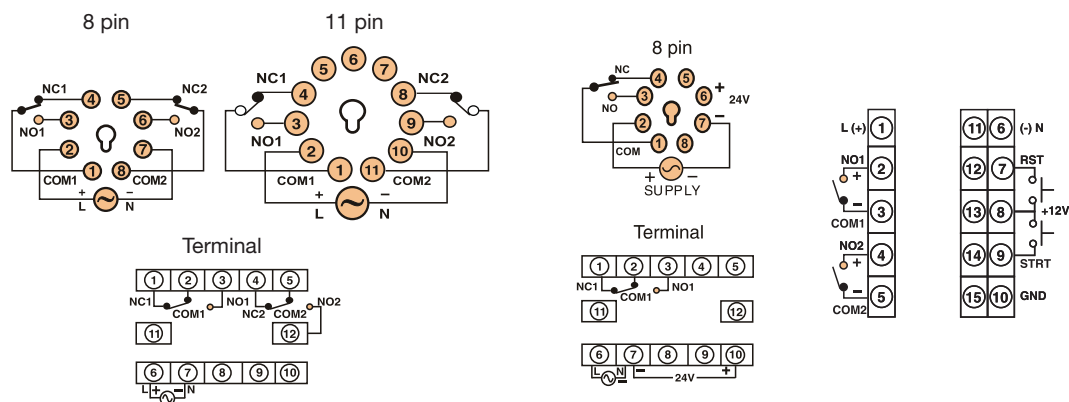 8 pin
NC1
NC2
4
5
3
6
NO1
NO2
2
7
1
8
COM1
COM2
+
−
L
N
11 pin
6
5
7
NC1
NC2
4
8
3
9
NO1
NO2
2
10
1
11
COM1
COM2
+
−
L
N
Terminal
1 2 3 4 5
NC1 COM1 NO1 NC2 COM2 NO2
11 12
6 7 8 9 10
L + − N
8 pin
NC
4
5
NO
3
6
+
24V
2
7
−
COM
1
8
+ −
SUPPLY
Terminal
1 2 3 4 5
NC1 COM1 NO1
11 12
6 7 8 9 10
L N − 24V +
−
L (+) 1
NO1 2
+
−
3
COM1
NO2 4
+
−
5
COM2
11 6 (-) N
12 7 RST
13 8 +12V
14 9 STRT
15 10 GND